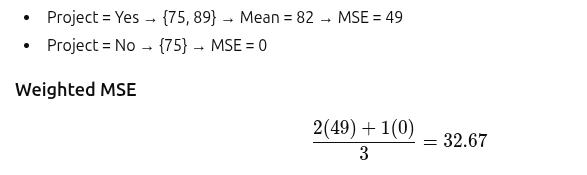 • Project = Yes → {75, 89} → Mean = 82 → MSE = 49
• Project = No → {75} → MSE = 0
Weighted MSE
2(49) + 1(0)
3
= 32.67